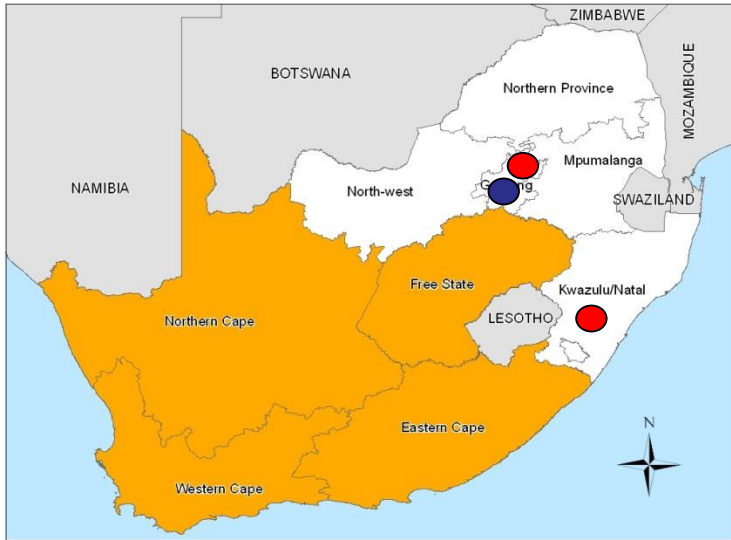 ZIMBABWE
BOTSWANA
MOZAMBIQUE
Northern Province
Mpumalanga
NAMIBIA
North-west
SWAZILAND
Free State
Kwazulu/Natal
LESOTHO
Northern Cape
Eastern Cape
N
Western Cape